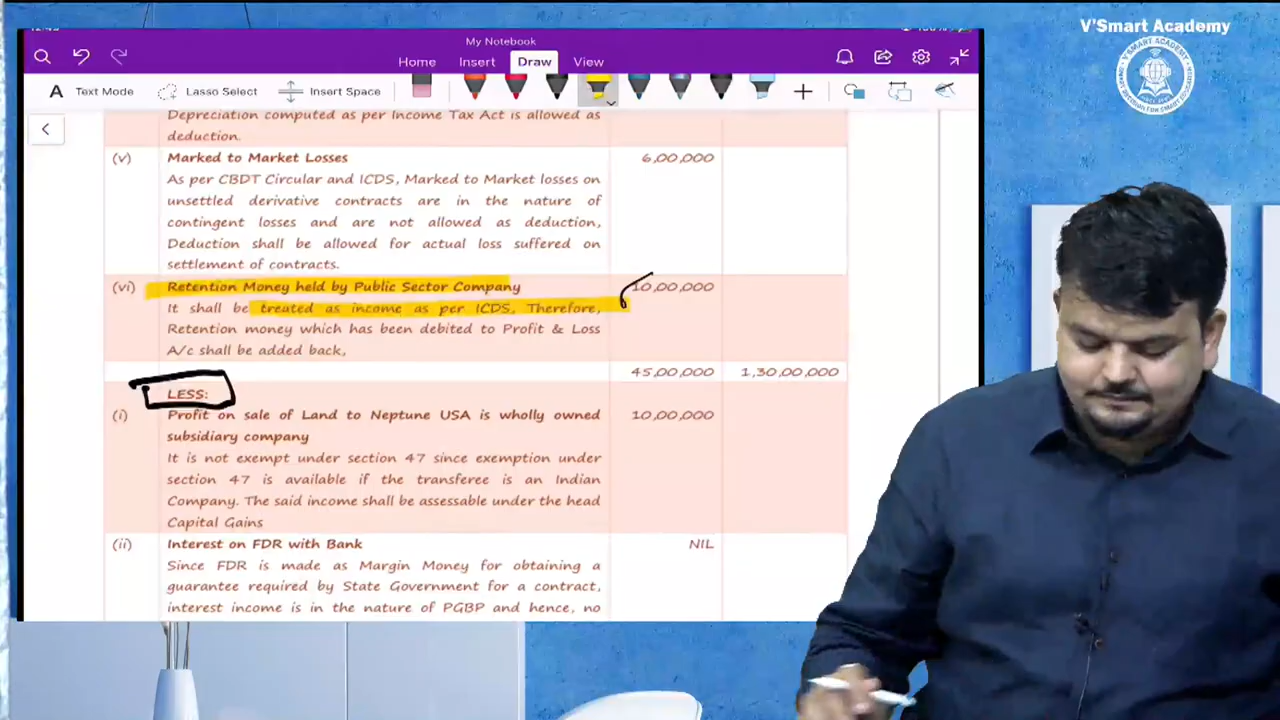 V'Smart Academy
My Notebook
Home Insert Draw View
A Text Mode Lasso Select Insert Space
Depreciation computed as per Income Tax Act is allowed as
deduction.
(v) Marked to Market Losses 6,00,000
As per CBDT Circular and ICDS, Marked to Market losses on
unsettled derivative contracts are in the nature of
contingent losses and are not allowed as deduction,
Deduction shall be allowed for actual loss suffered on
settlement of contracts.
(vi) Retention Money held by Public Sector Company 10,00,000
It shall be treated as income as per ICDS, Therefore,
Retention money which has been debited to Profit & Loss
A/c shall be added back,
45,00,000 1,30,00,000
LESS:
(i) Profit on sale of Land to Neptune USA is wholly owned 10,00,000
subsidiary company
It is not exempt under section 47 since exemption under
section 47 is available if the transferee is an Indian
Company. The said income shall be assessable under the head
Capital Gains
(ii) Interest on FDR with Bank NIL
Since FDR is made as Margin Money for obtaining a
guarantee required by State Government for a contract,
interest income is in the nature of PGBP and hence, no